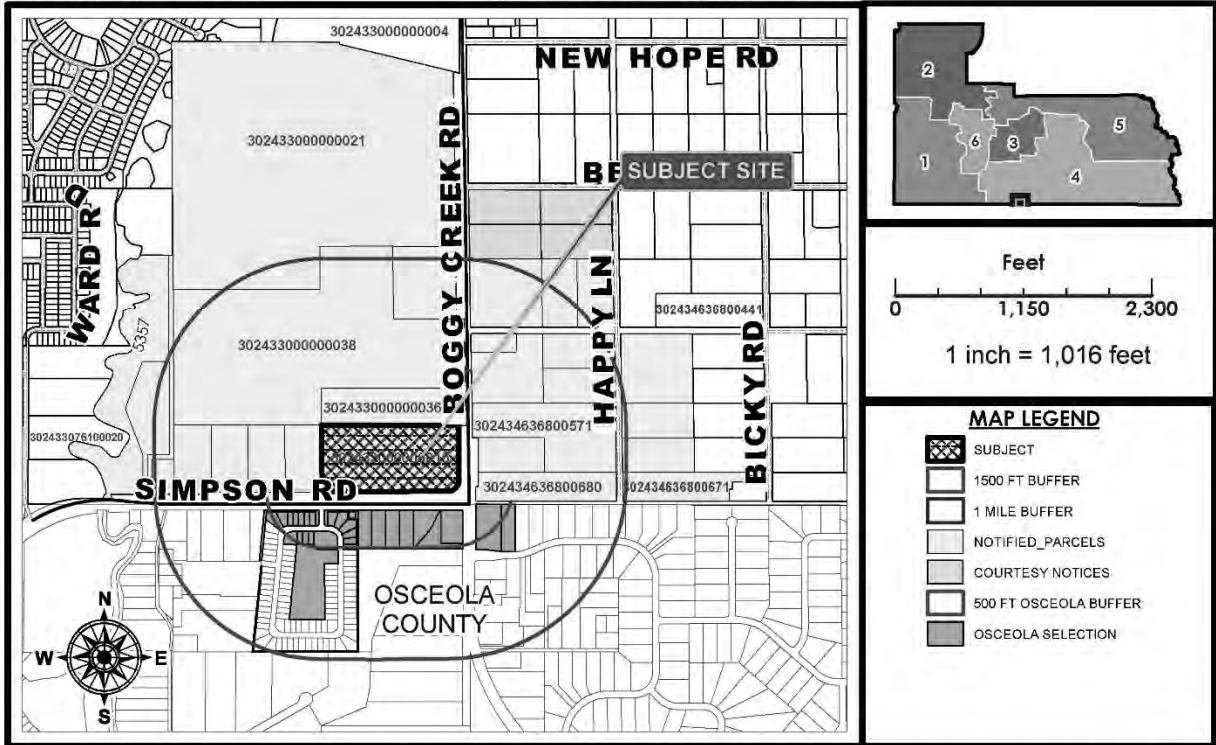 302433000000004
NEW HOPE RD
302433000000021
BOGGY CREEK RD
BE
SUBJECT SITE
WARD RD
5357
HAPPY LN
302434636800441
302433000000038
BICKY RD
302433000000036
302434636800571
302433076100020
SIMPSON RD
302434636800680
302434636800671
OSCEOLA
COUNTY
N
W
E
S
2
5
6
3
1
4
Feet
0
1,150
2,300
1 inch = 1,016 feet
MAP LEGEND
SUBJECT
1500 FT BUFFER
1 MILE BUFFER
NOTIFIED_PARCELS
COURTESY NOTICES
500 FT OSCEOLA BUFFER
OSCEOLA SELECTION